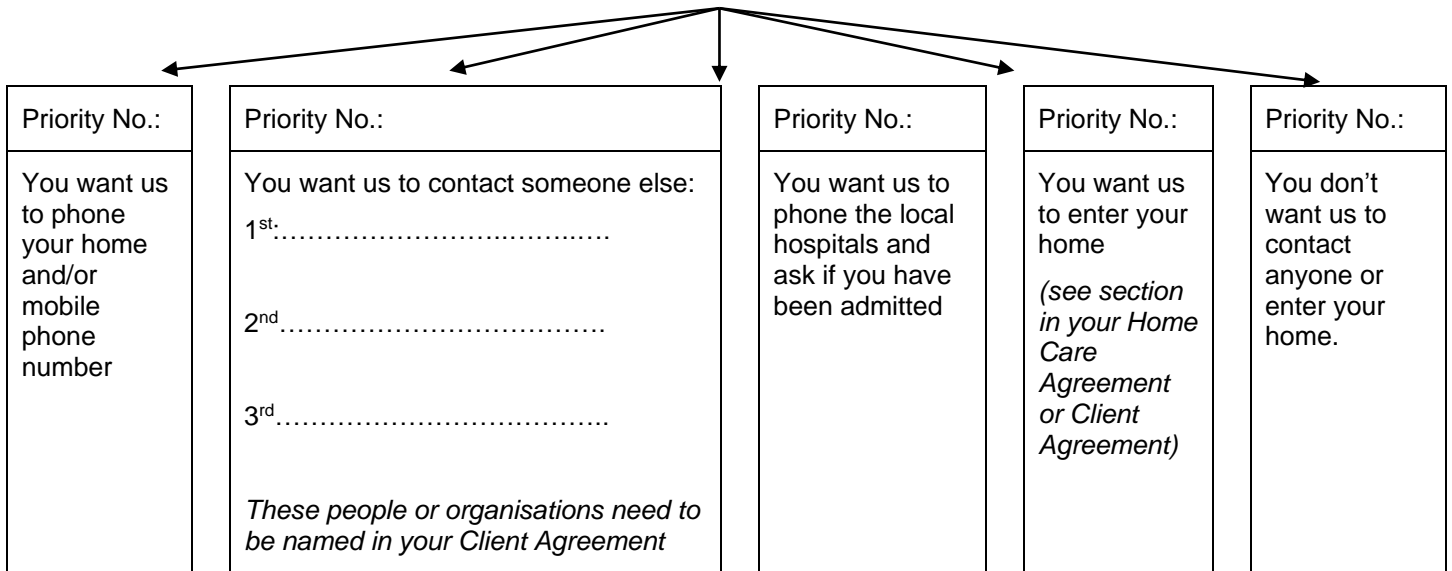 Priority No.:
You want us
to phone
your home
and/or
mobile
phone
number
Priority No.:
You want us to contact someone else:
1st:……………………..……..….
2nd……………………………….
3rd………………………………..
These people or organisations need to
be named in your Client Agreement
Priority No.:
You want us to
phone the local
hospitals and
ask if you have
been admitted
Priority No.:
You want us
to enter your
home
(see section
in your Home
Care
Agreement
or Client
Agreement)
Priority No.:
You don’t
want us to
contact
anyone or
enter your
home.